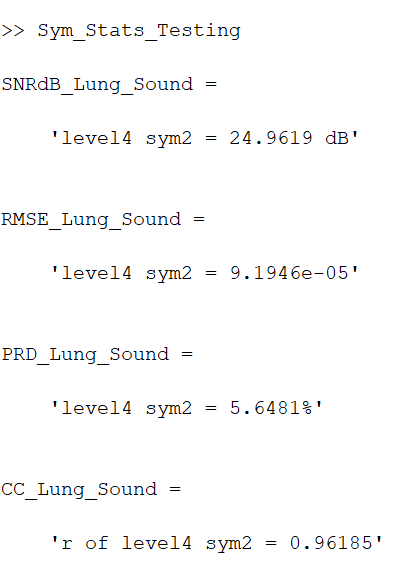 >> Sym_Stats_Testing
SNRdB_Lung_Sound =
'level4 sym2 = 24.9619 dB'
RMSE_Lung_Sound =
'level4 sym2 = 9.1946e-05'
PRD_Lung_Sound =
'level4 sym2 = 5.6481%'
CC_Lung_Sound =
'r of level4 sym2 = 0.96185'